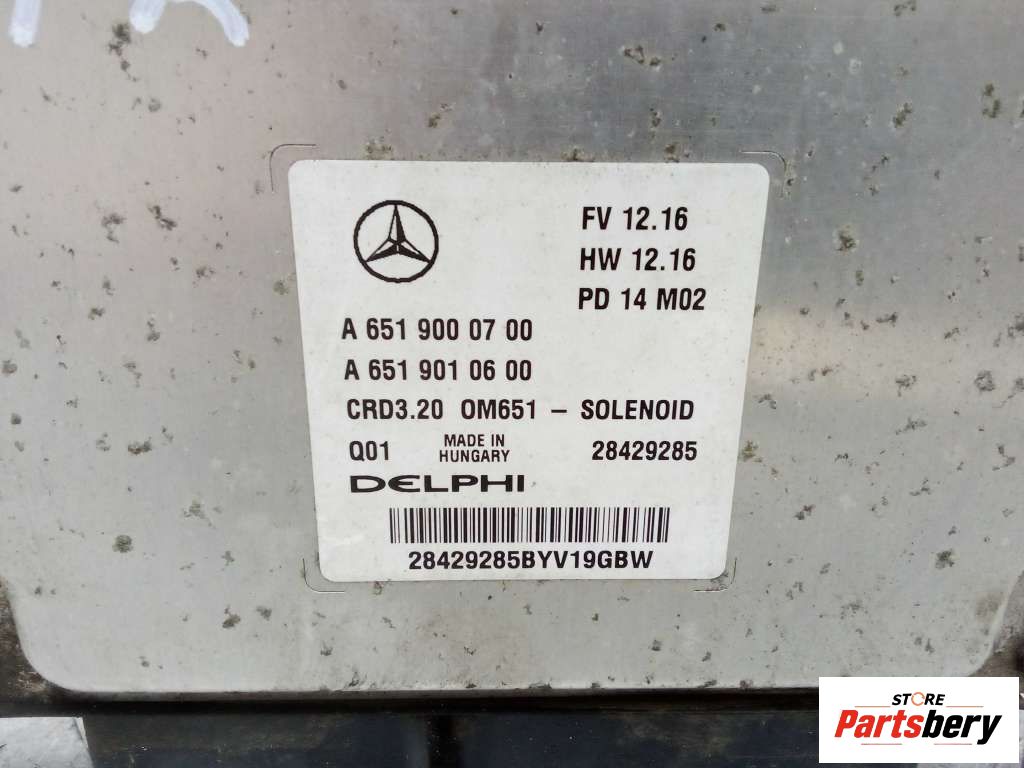 FV 12.16
HW 12.16
PD 14 M02
A 651 900 07 00
A 651 901 06 00
CRD3.20 OM651 – SOLENOID
Q01 MADE IN HUNGARY 28429285
DELPHI
28429285BYV19GBW
STORE
Partsbery